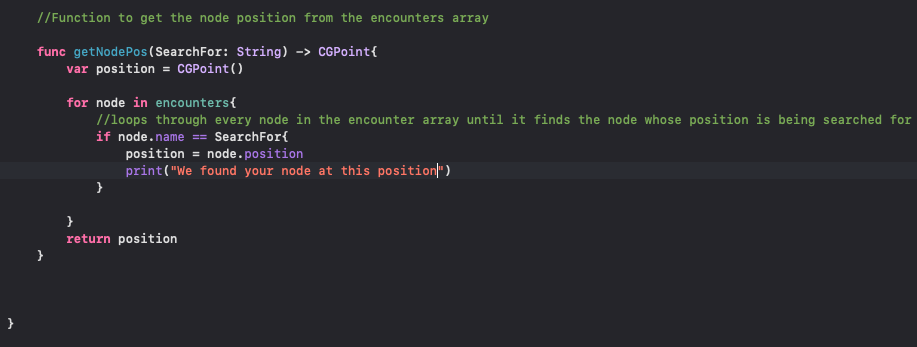 //Function to get the node position from the encounters array
func getNodePos(SearchFor: String) -> CGPoint{
var position = CGPoint()
for node in encounters{
//loops through every node in the encounter array until it finds the node whose position is being searched for
if node.name == SearchFor{
position = node.position
print("We found your node at this position")
}
}
return position
}
}